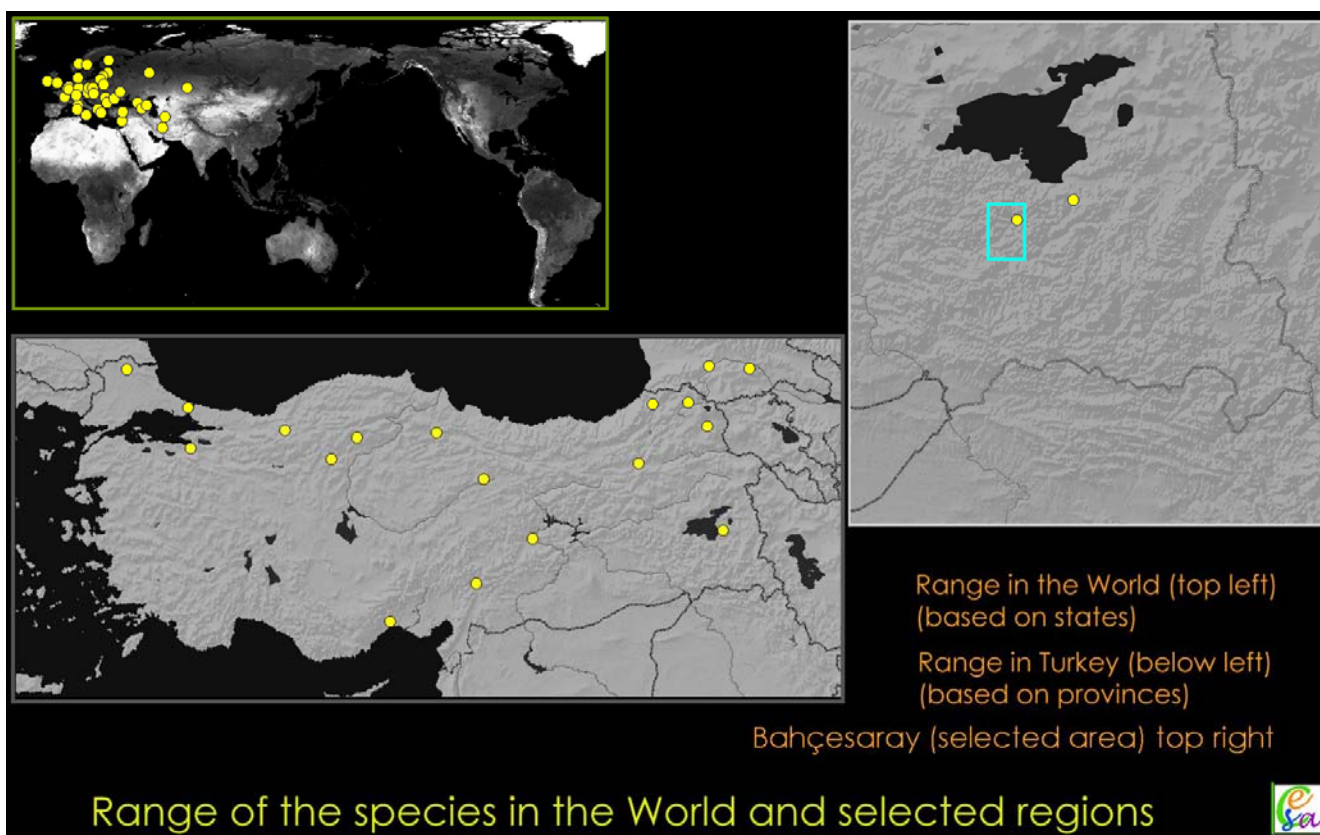 Range in the World (top left)
(based on states)
Range in Turkey (below left)
(based on provinces)
Bahçesaray (selected area) top right
Range of the species in the World and selected regions
Cesa